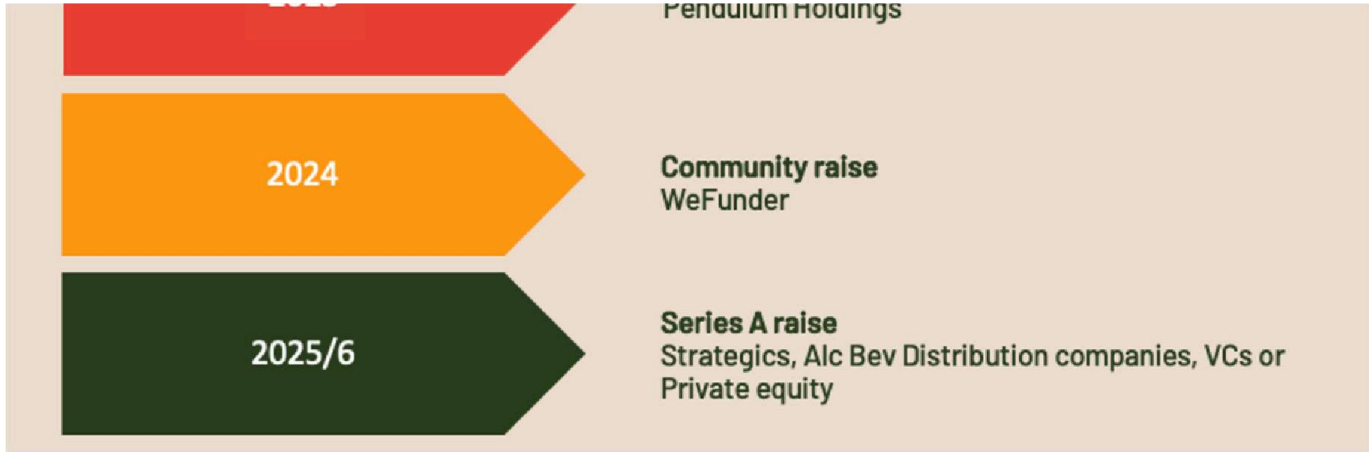 Pendulum Holdings
2024
Community raise
WeFunder
2025/6
Series A raise
Strategics, Alc Bev Distribution companies, VCs or
Private equity